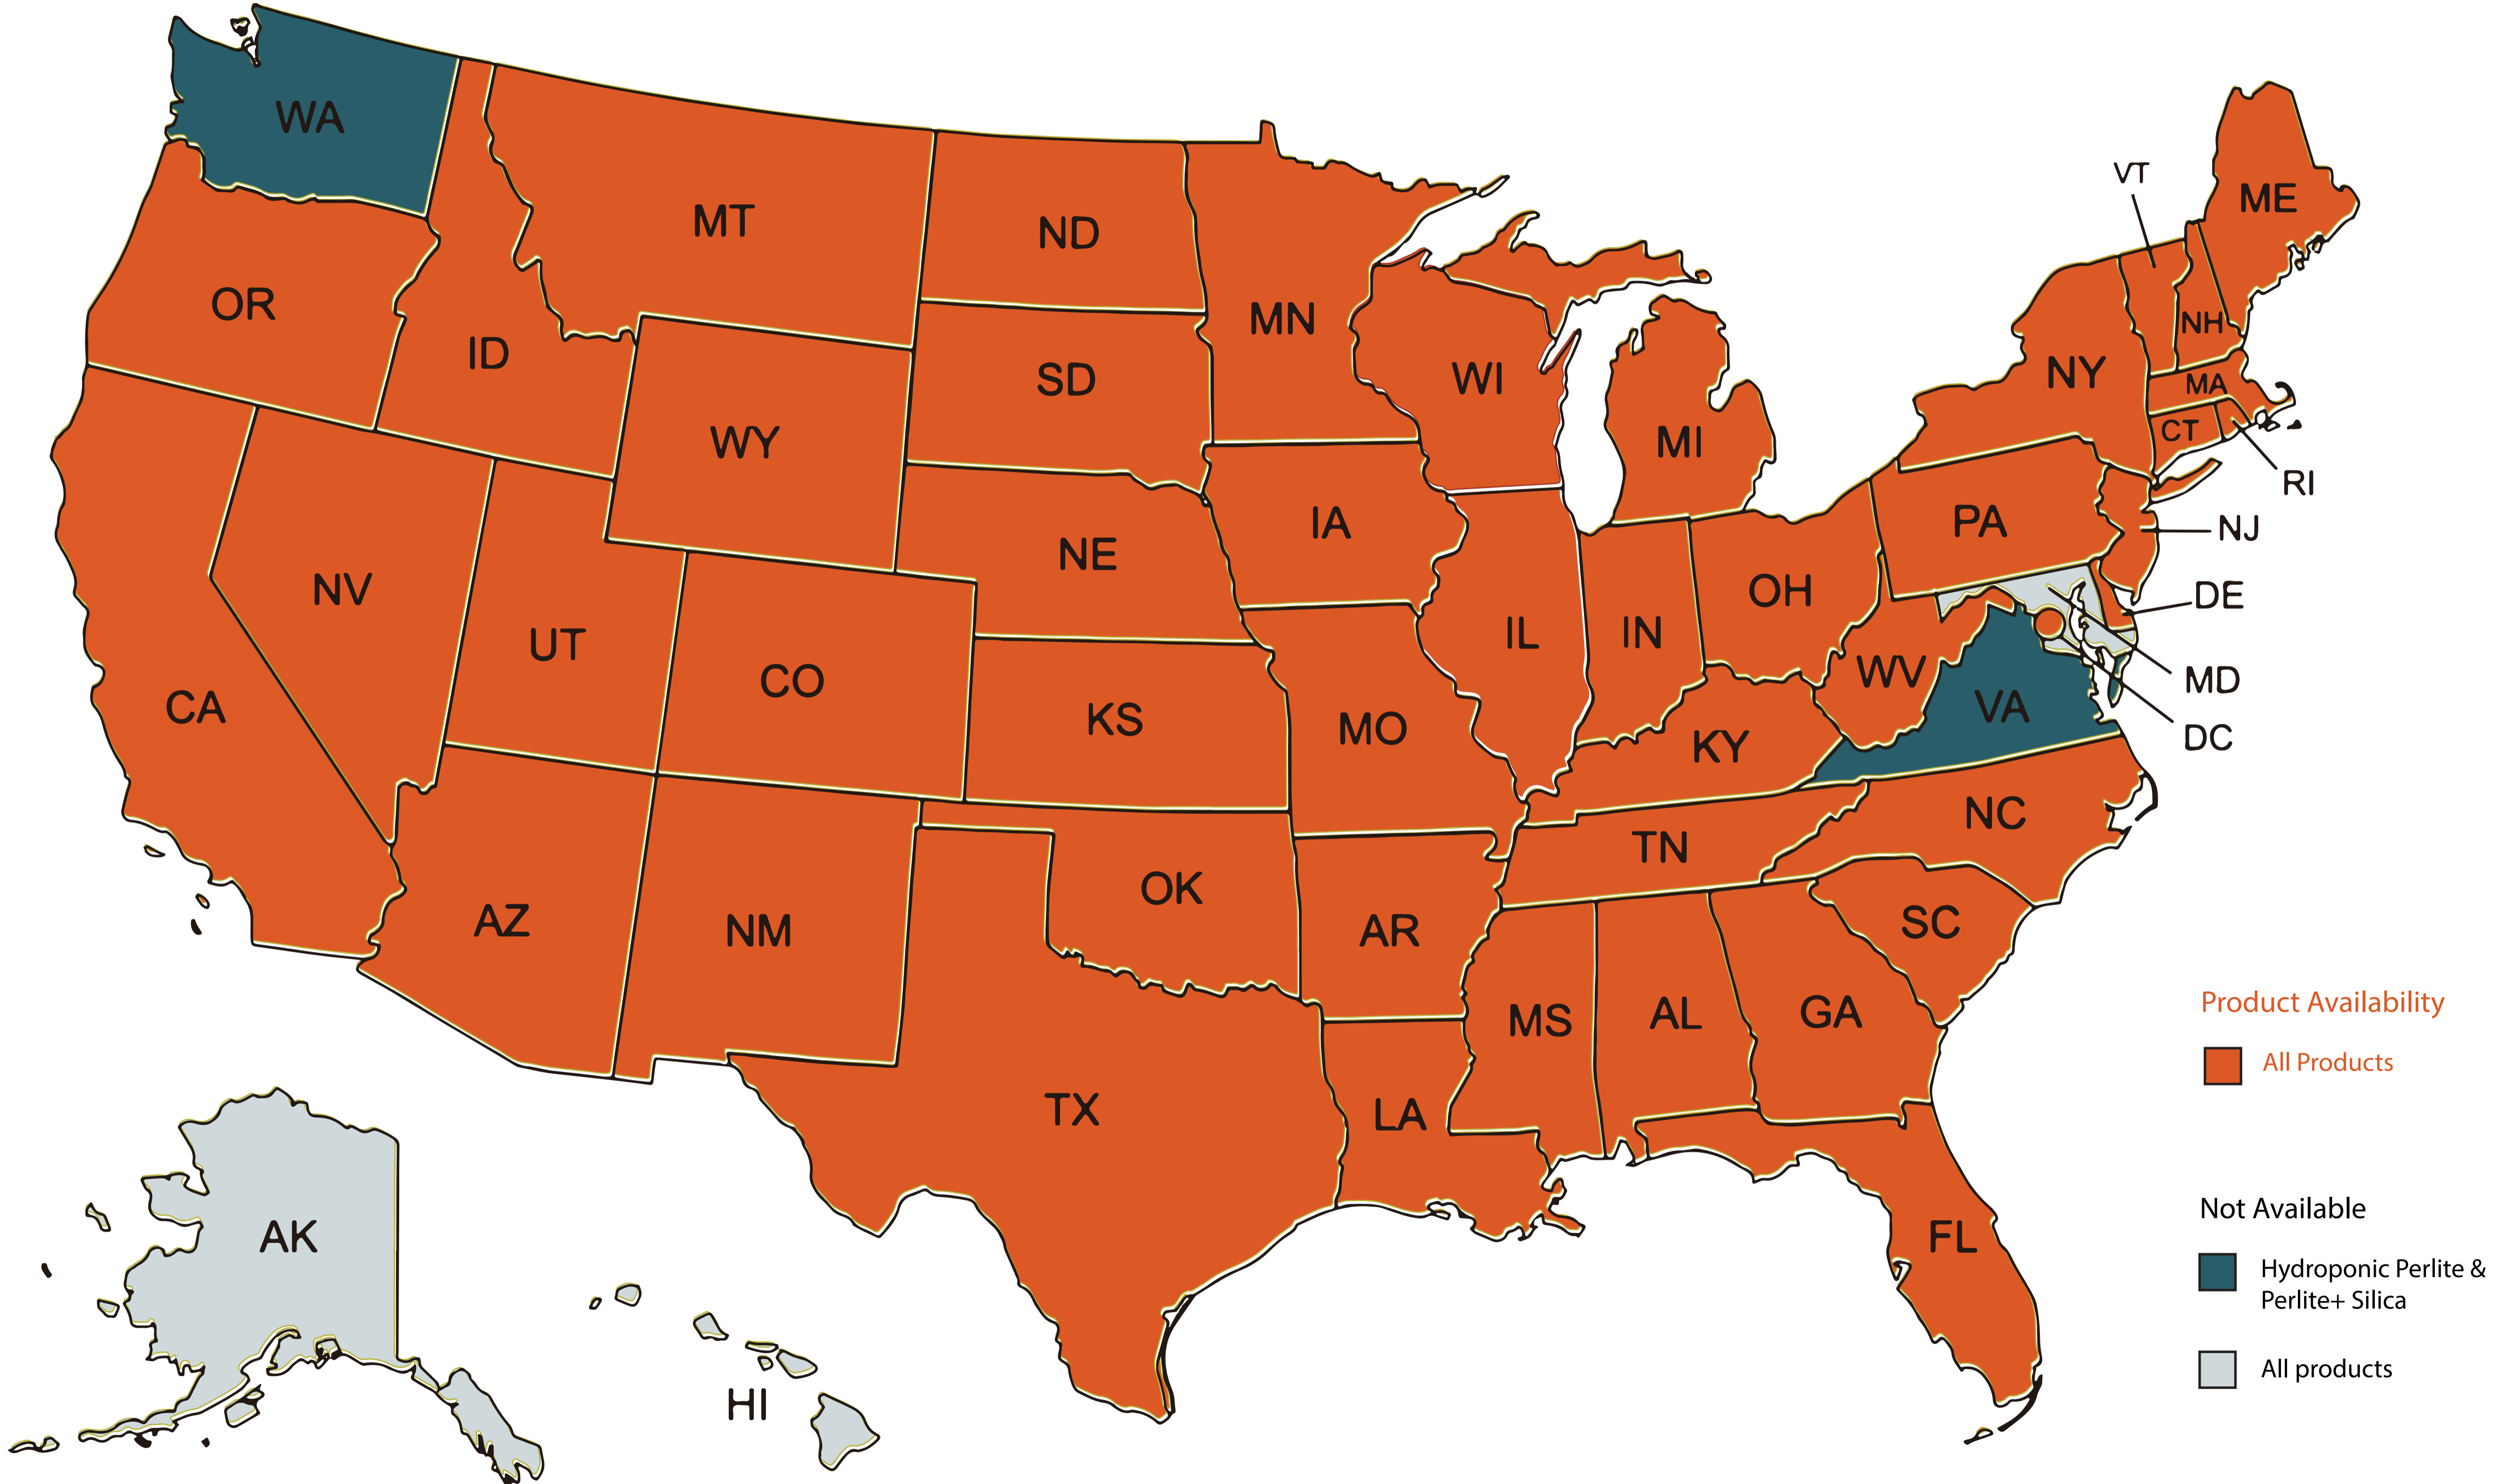 WA
VT
ME
MT
ND
OR
MN
NH
ID
SD
WI
NY
MA
WY
MI
CT
RI
IA
PA
NJ
NE
NV
OH
DE
UT
IL
IN
CO
WV
MD
CA
KS
MO
VA
KY
DC
NC
TN
OK
AZ
NM
AR
SC
MS
AL
GA
TX
LA
AK
FL
HI
Product Availability
All Products
Not Available
Hydroponic Perlite &
Perlite+ Silica
All products